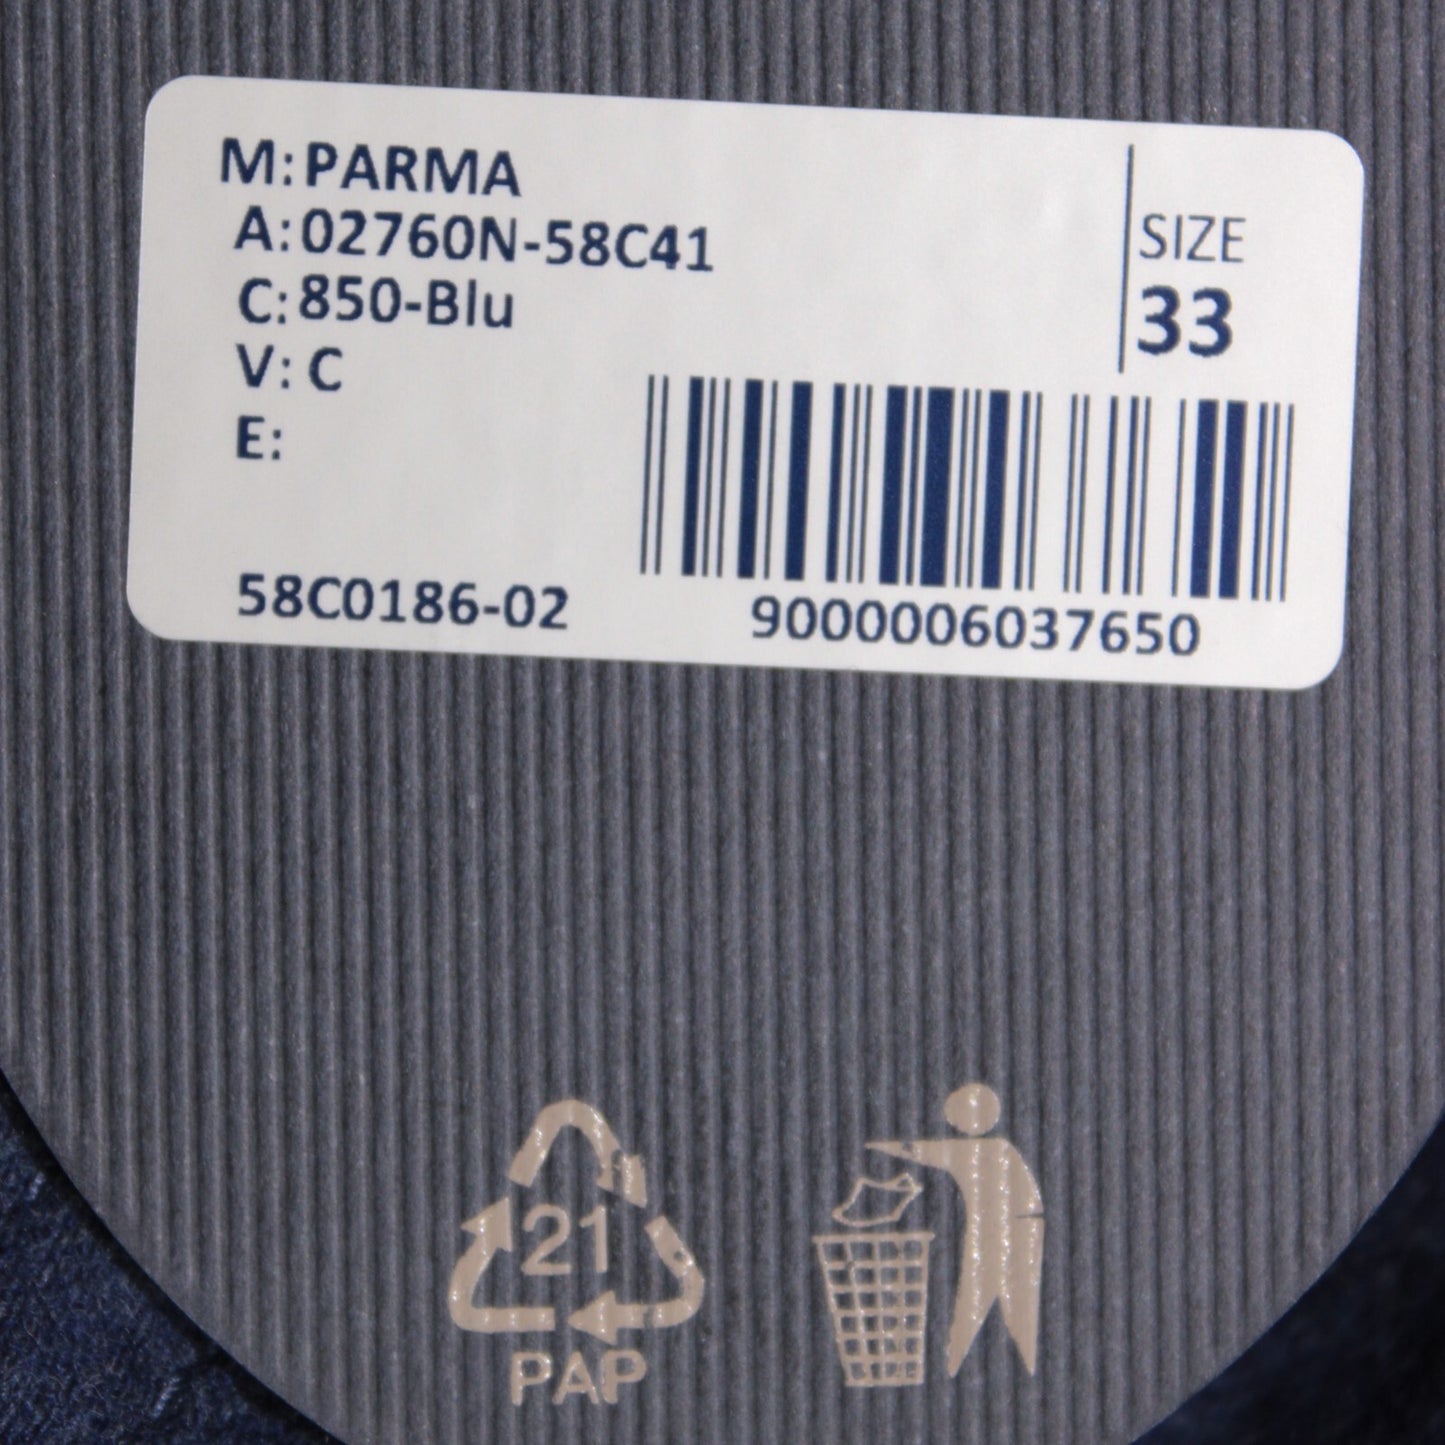 M: PARMA
A: 02760N-58C41
C: 850-Blu
V: C
E:
SIZE
33
58C0186-02
9000006037650
21
PAP